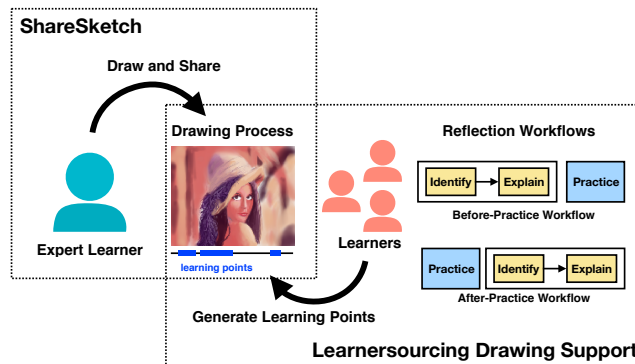 ShareSketch
Draw and Share
Drawing Process
Expert Learner
learning points
Learners
Generate Learning Points
Reflection Workflows
Identify
Explain
Practice
Before-Practice Workflow
Practice
Identify
Explain
After-Practice Workflow
Learnersourcing Drawing Support